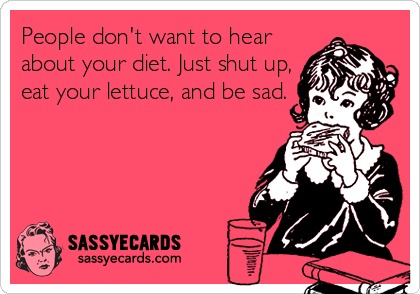 People don't want to hear
about your diet. Just shut up,
eat your lettuce, and be sad.
SASSYECARDS
sassyecards.com